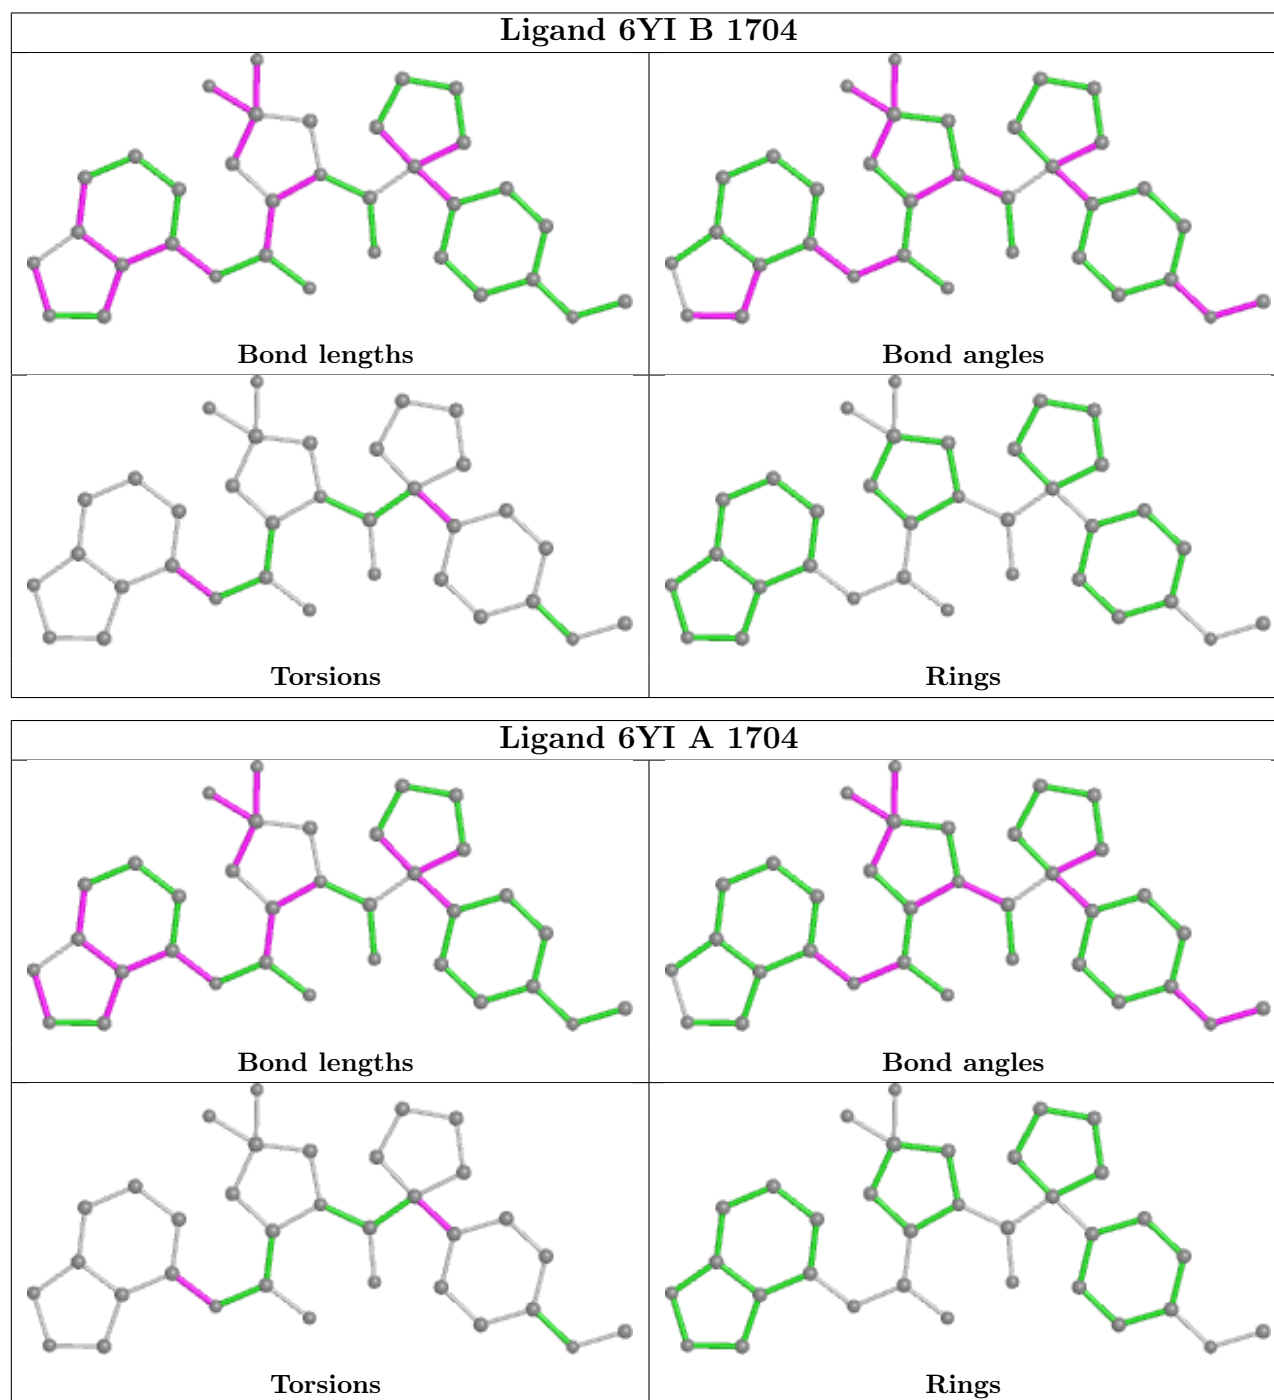 Ligand 6YI B 1704
Bond lengths
Bond angles
Torsions
Rings
Ligand 6YI A 1704
Bond lengths
Bond angles
Torsions
Rings